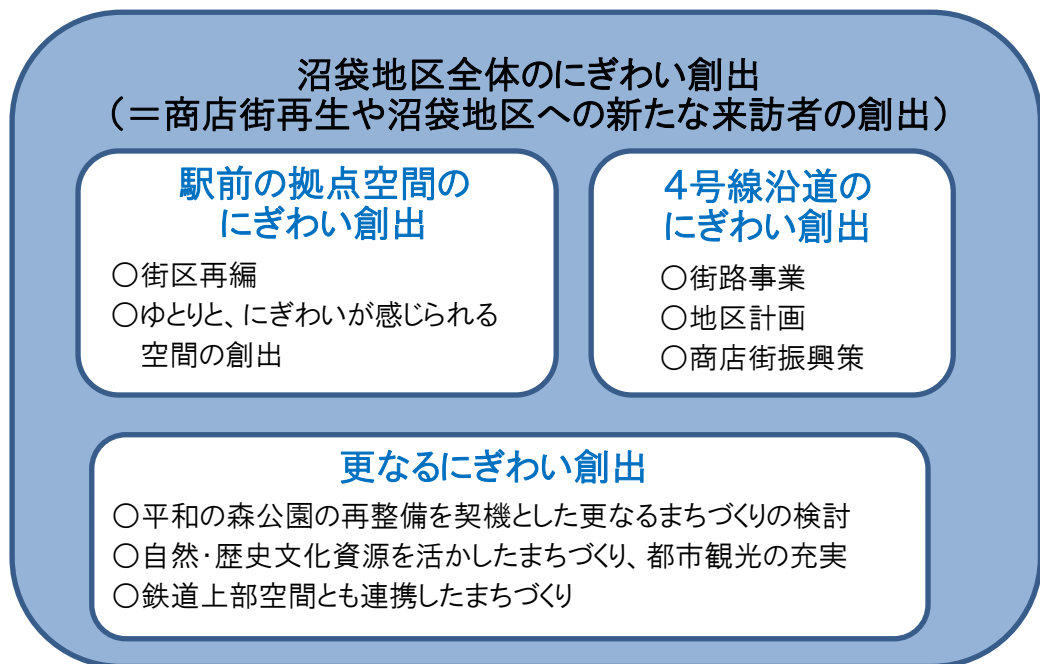 沼袋地区全体のにぎわい創出
（＝商店街再生や沼袋地区への新たな来訪者の創出）
駅前の拠点空間の
にぎわい創出
○街区再編
○ゆとりと、にぎわいが感じられる
空間の創出
4号線沿道の
にぎわい創出
○街路事業
○地区計画
○商店街振興策
更なるにぎわい創出
○平和の森公園の再整備を契機とした更なるまちづくりの検討
○自然・歴史文化資源を活かしたまちづくり、都市観光の充実
○鉄道上部空間とも連携したまちづくり